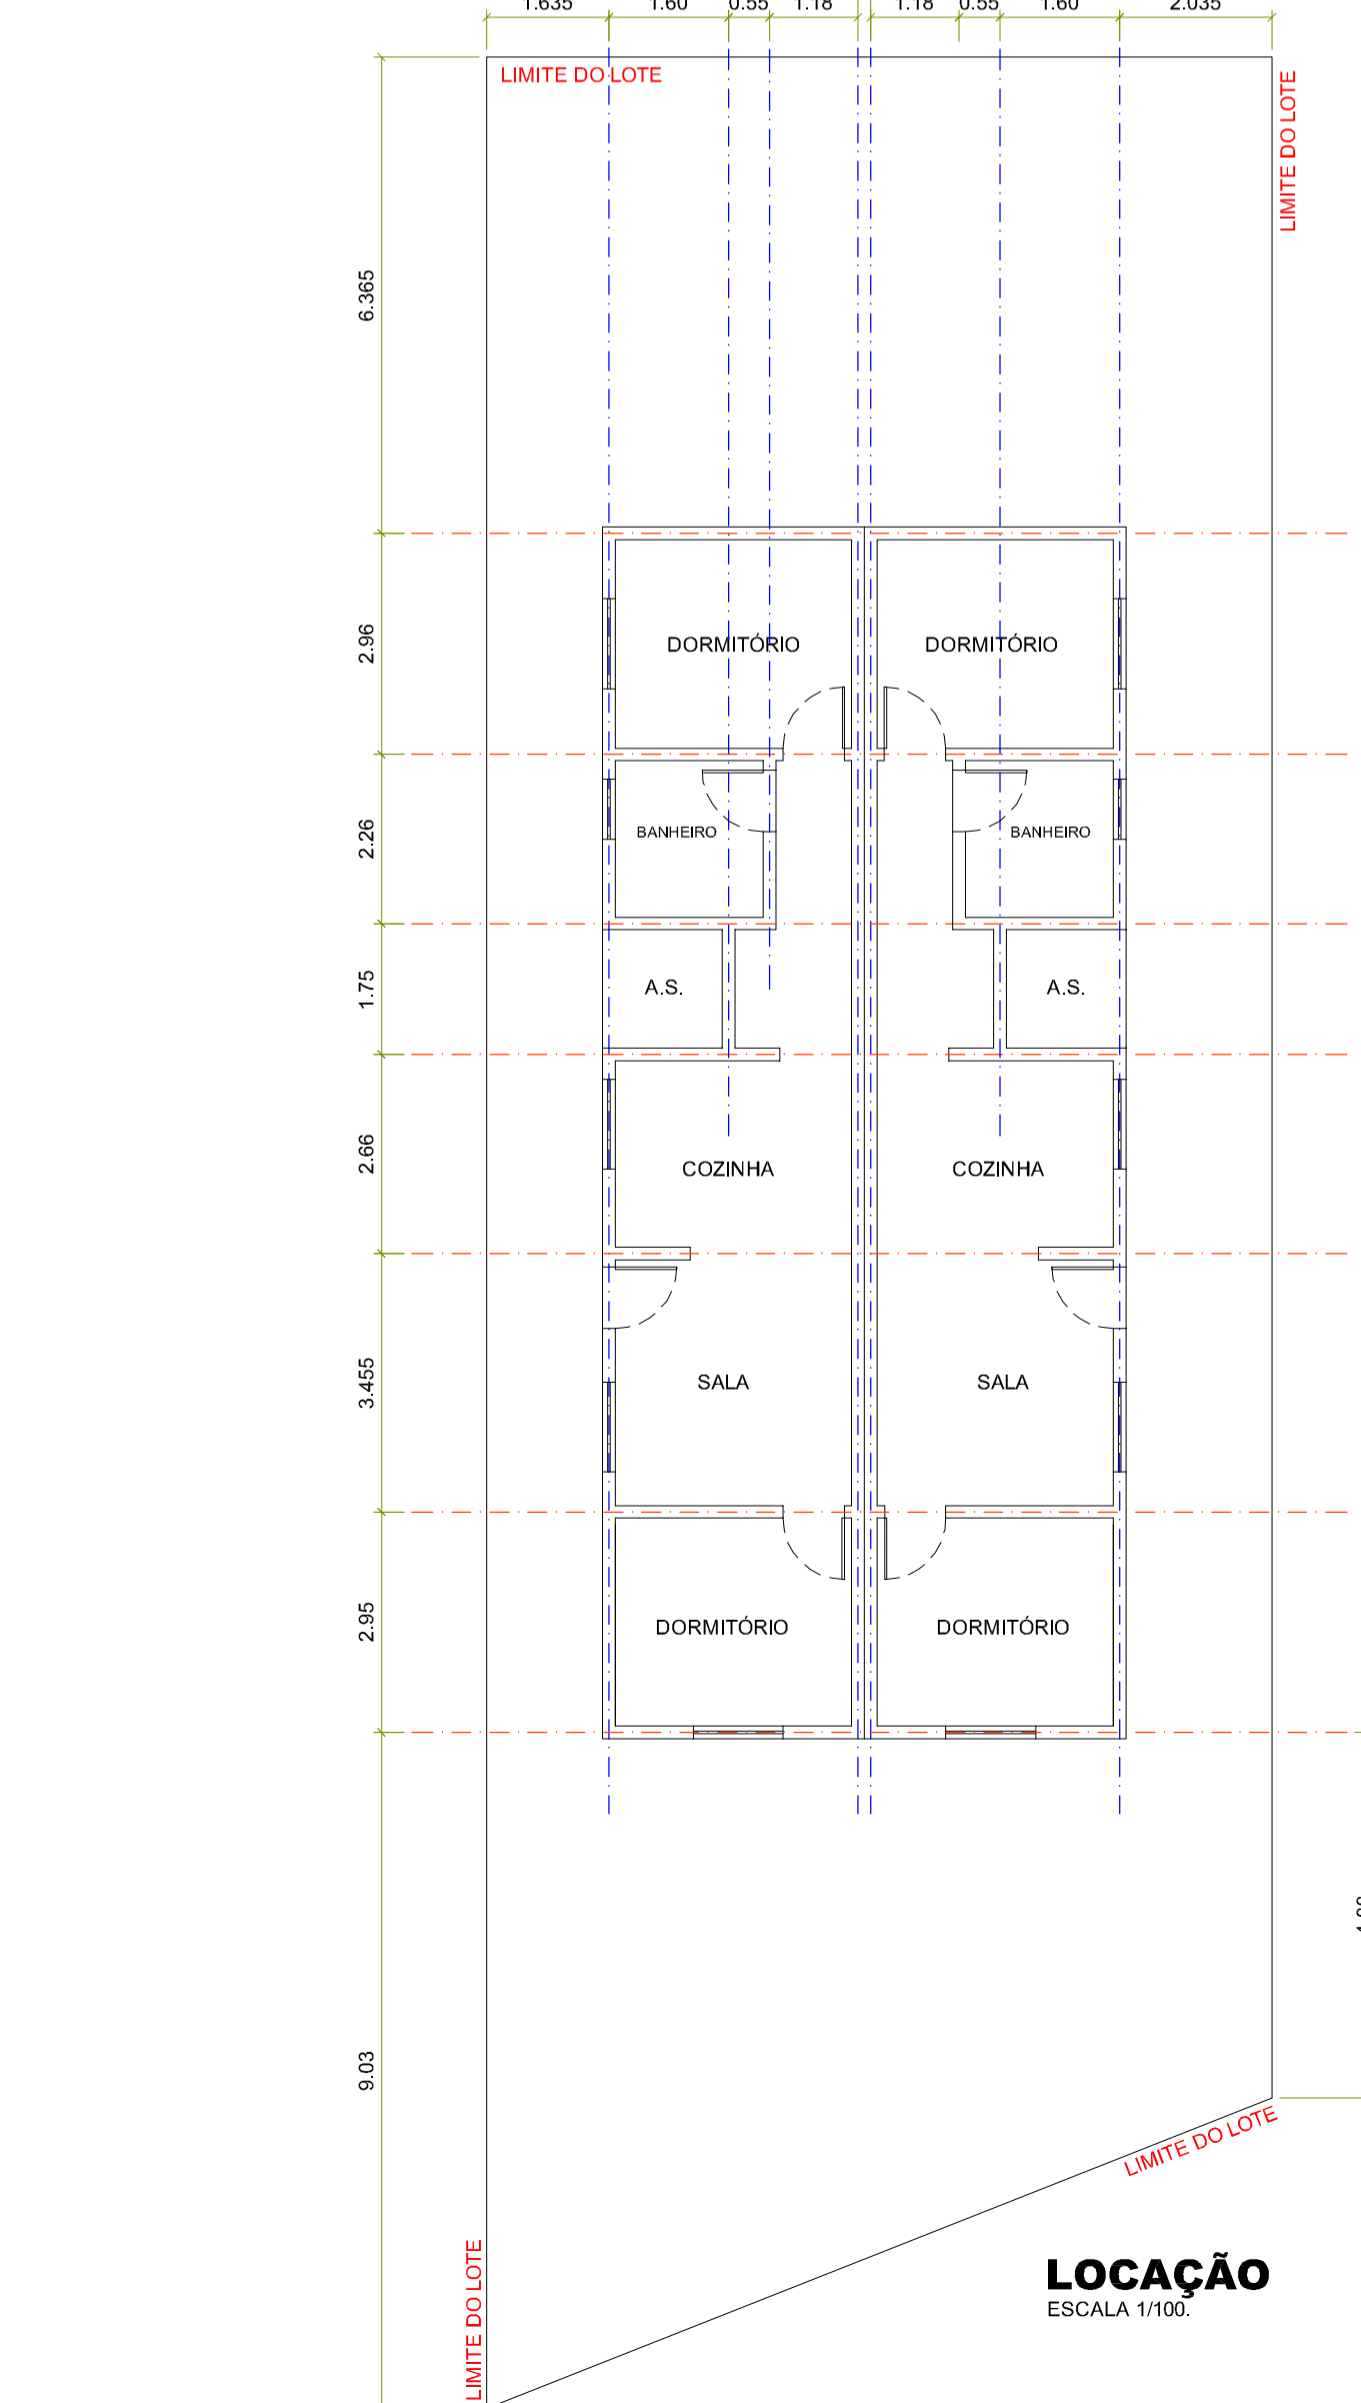 1.635 1.60 0.55 1.18 1.18 0.55 1.60 2.035
LIMITE DO LOTE
LIMITE DO LOTE
6.365
2.96
DORMITÓRIO DORMITÓRIO
2.26
BANHEIRO BANHEIRO
1.75
A.S. A.S.
2.66
COZINHA COZINHA
3.455
SALA SALA
2.95
DORMITÓRIO DORMITÓRIO
9.03
LIMITE DO LOTE
LIMITE DO LOTE
LOCAÇÃO
ESCALA 1/100.